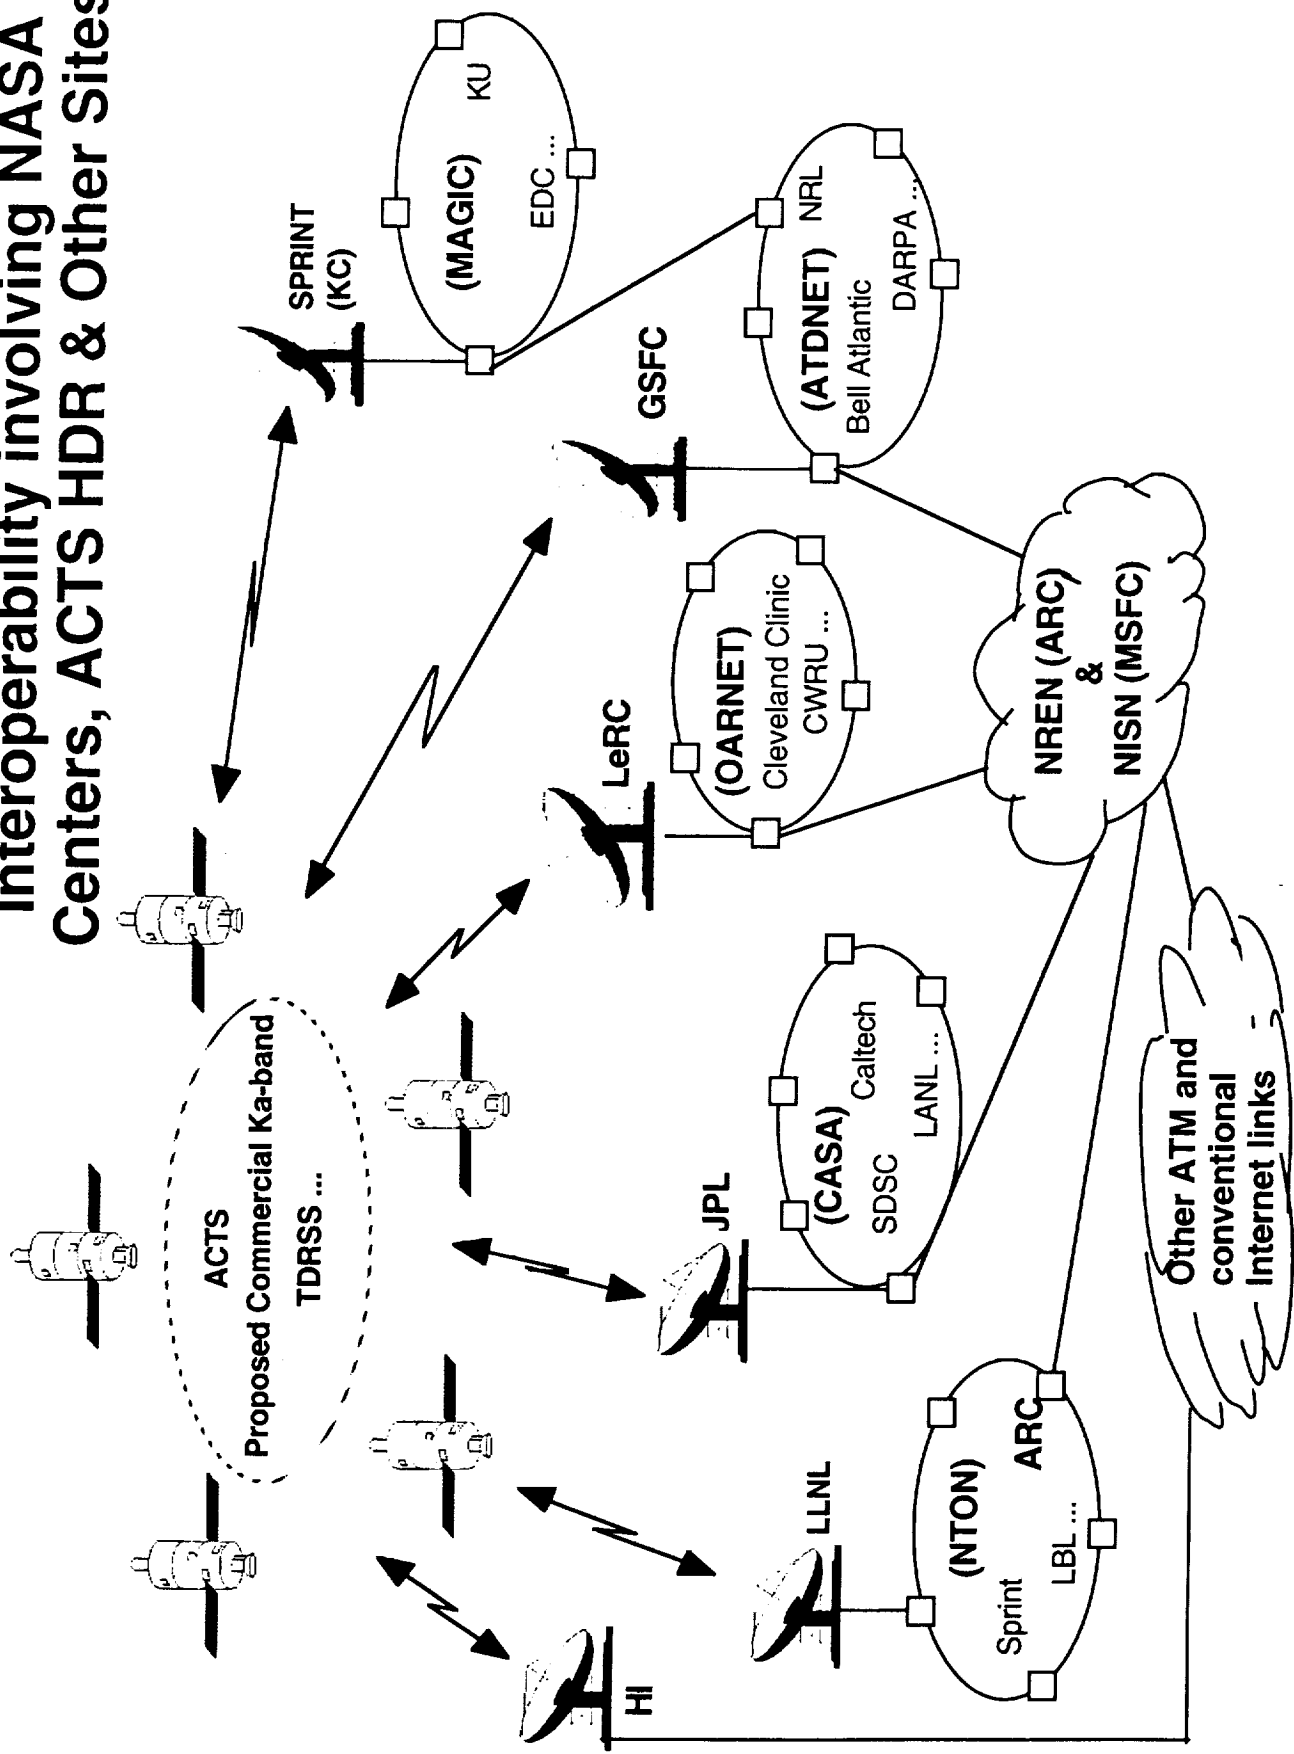 Interoperability involving NASA
Centers, ACTS HDR & Other Sites
ACTS
Proposed Commercial Ka-band
TDRSS ...
HI
LLNL
JPL
LeRC
GSFC
SPRINT
(KC)
(NTON)
Sprint
ARC
LBL ...
(CASA)
SDSC
Caltech
LANL ...
(OARNET)
Cleveland Clinic
CWRU ...
(ATDNET)
Bell Atlantic
NRL
DARPA ...
(MAGIC)
KU
EDC ...
NREN (ARC)
&
NISN (MSFC)
Other ATM and
conventional
Internet links